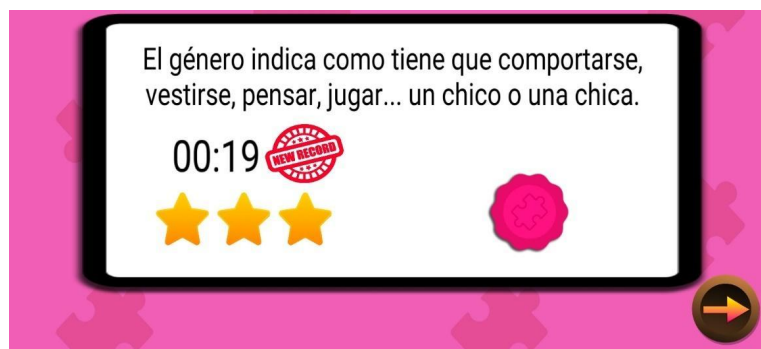 El género indica como tiene que comportarse,
vestirse, pensar, jugar... un chico o una chica.
00:19 NEW RECORD